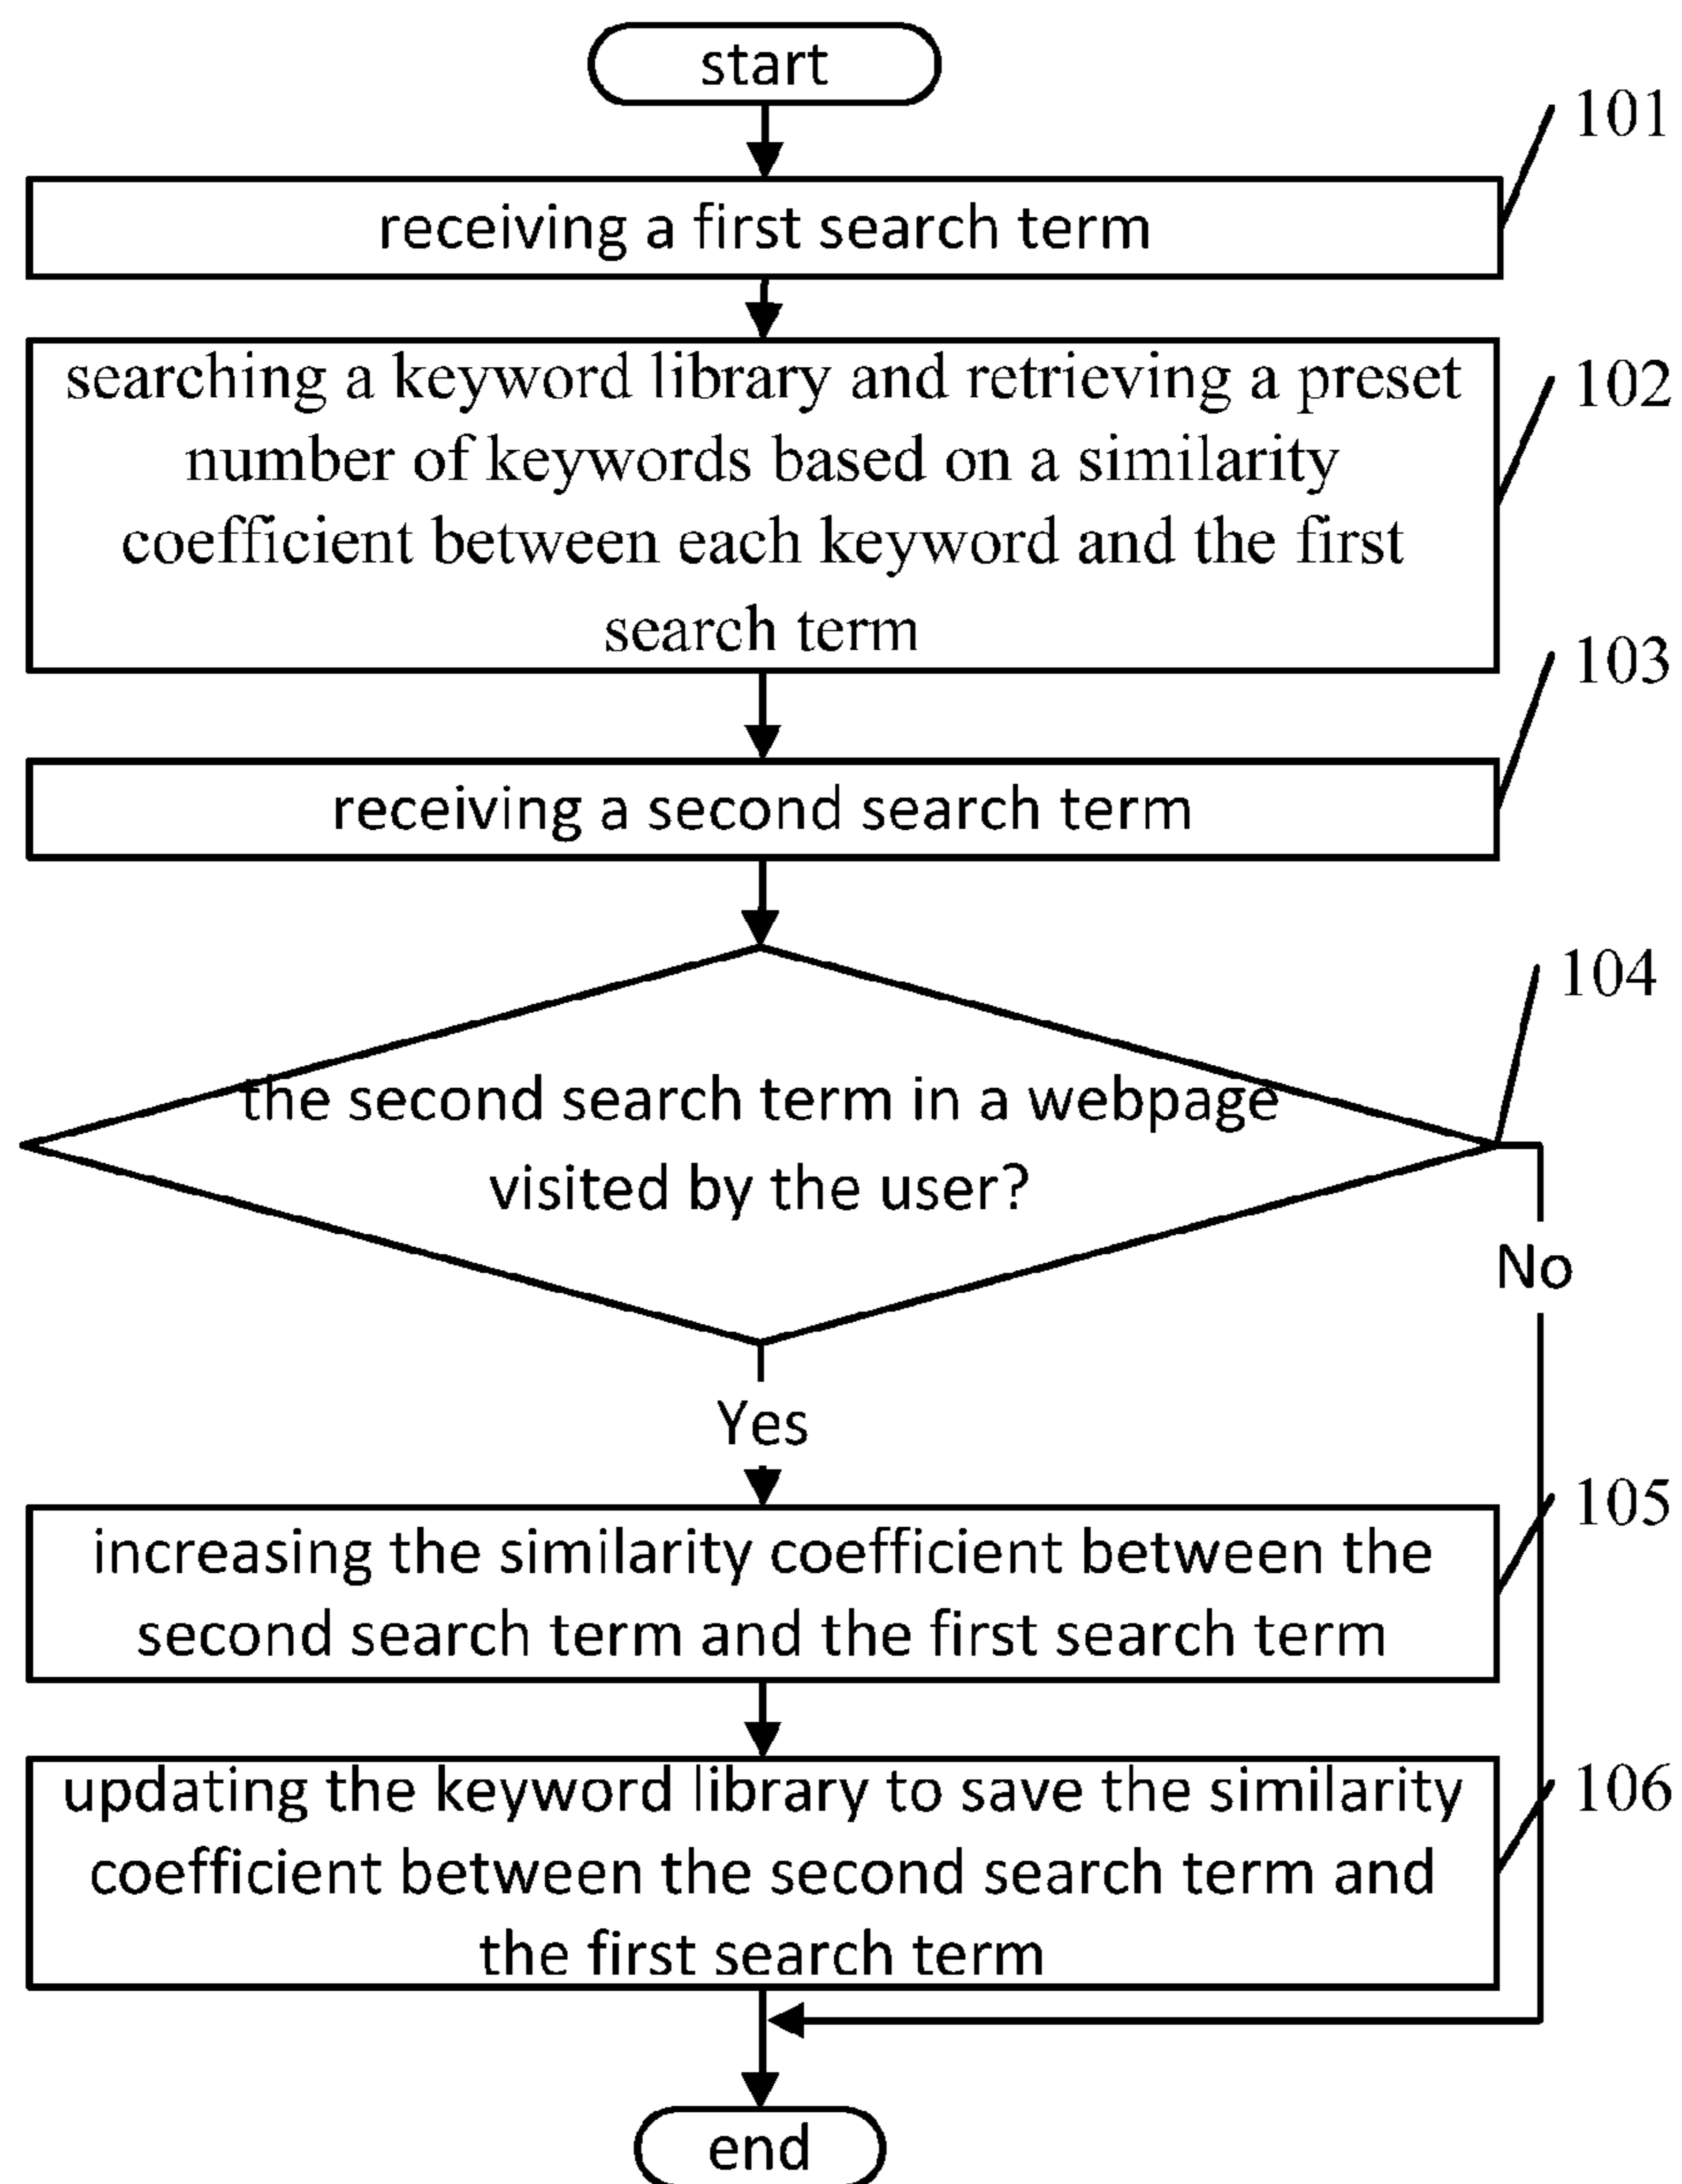 start
101
receiving a first search term
102
searching a keyword library and retrieving a preset
number of keywords based on a similarity
coefficient between each keyword and the first
search term
103
receiving a second search term
104
the second search term in a webpage
visited by the user?
No
Yes
105
increasing the similarity coefficient between the
second search term and the first search term
106
updating the keyword library to save the similarity
coefficient between the second search term and
the first search term
end